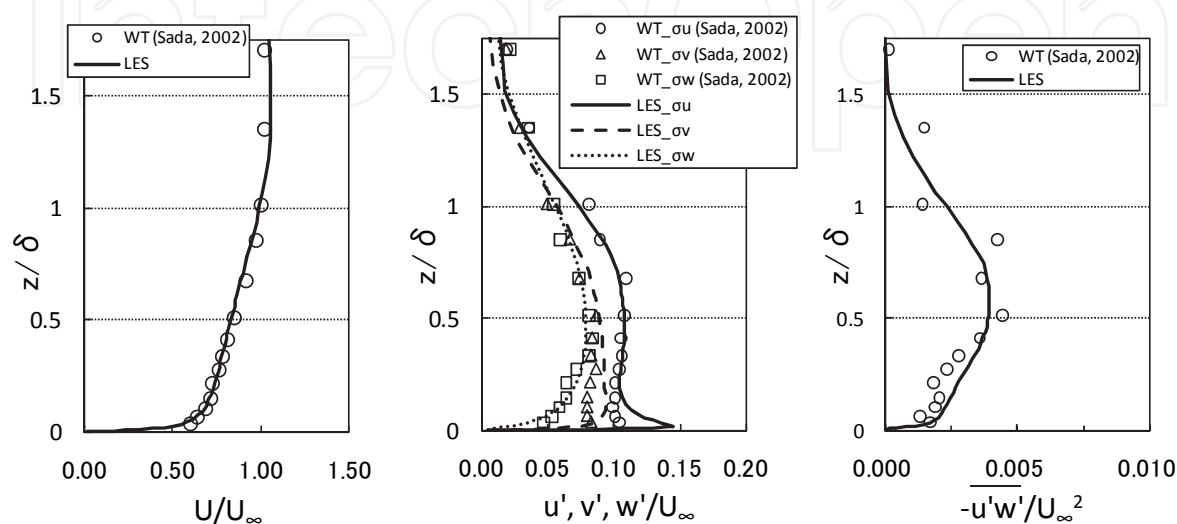 WT (Sada, 2002)
LES
1.5
1
0.5
0
z/ δ
0.00 0.50 1.00 1.50
U/U∞
WT_σu (Sada, 2002)
WT_σv (Sada, 2002)
WT_σw (Sada, 2002)
LES_σu
LES_σv
LES_σw
1.5
1
0.5
0
z/ δ
0.00 0.05 0.10 0.15 0.20
u', v', w'/U∞
WT (Sada, 2002)
LES
1.5
1
0.5
0
z/ δ
0.000 0.005 0.010
-u'w'/U∞²